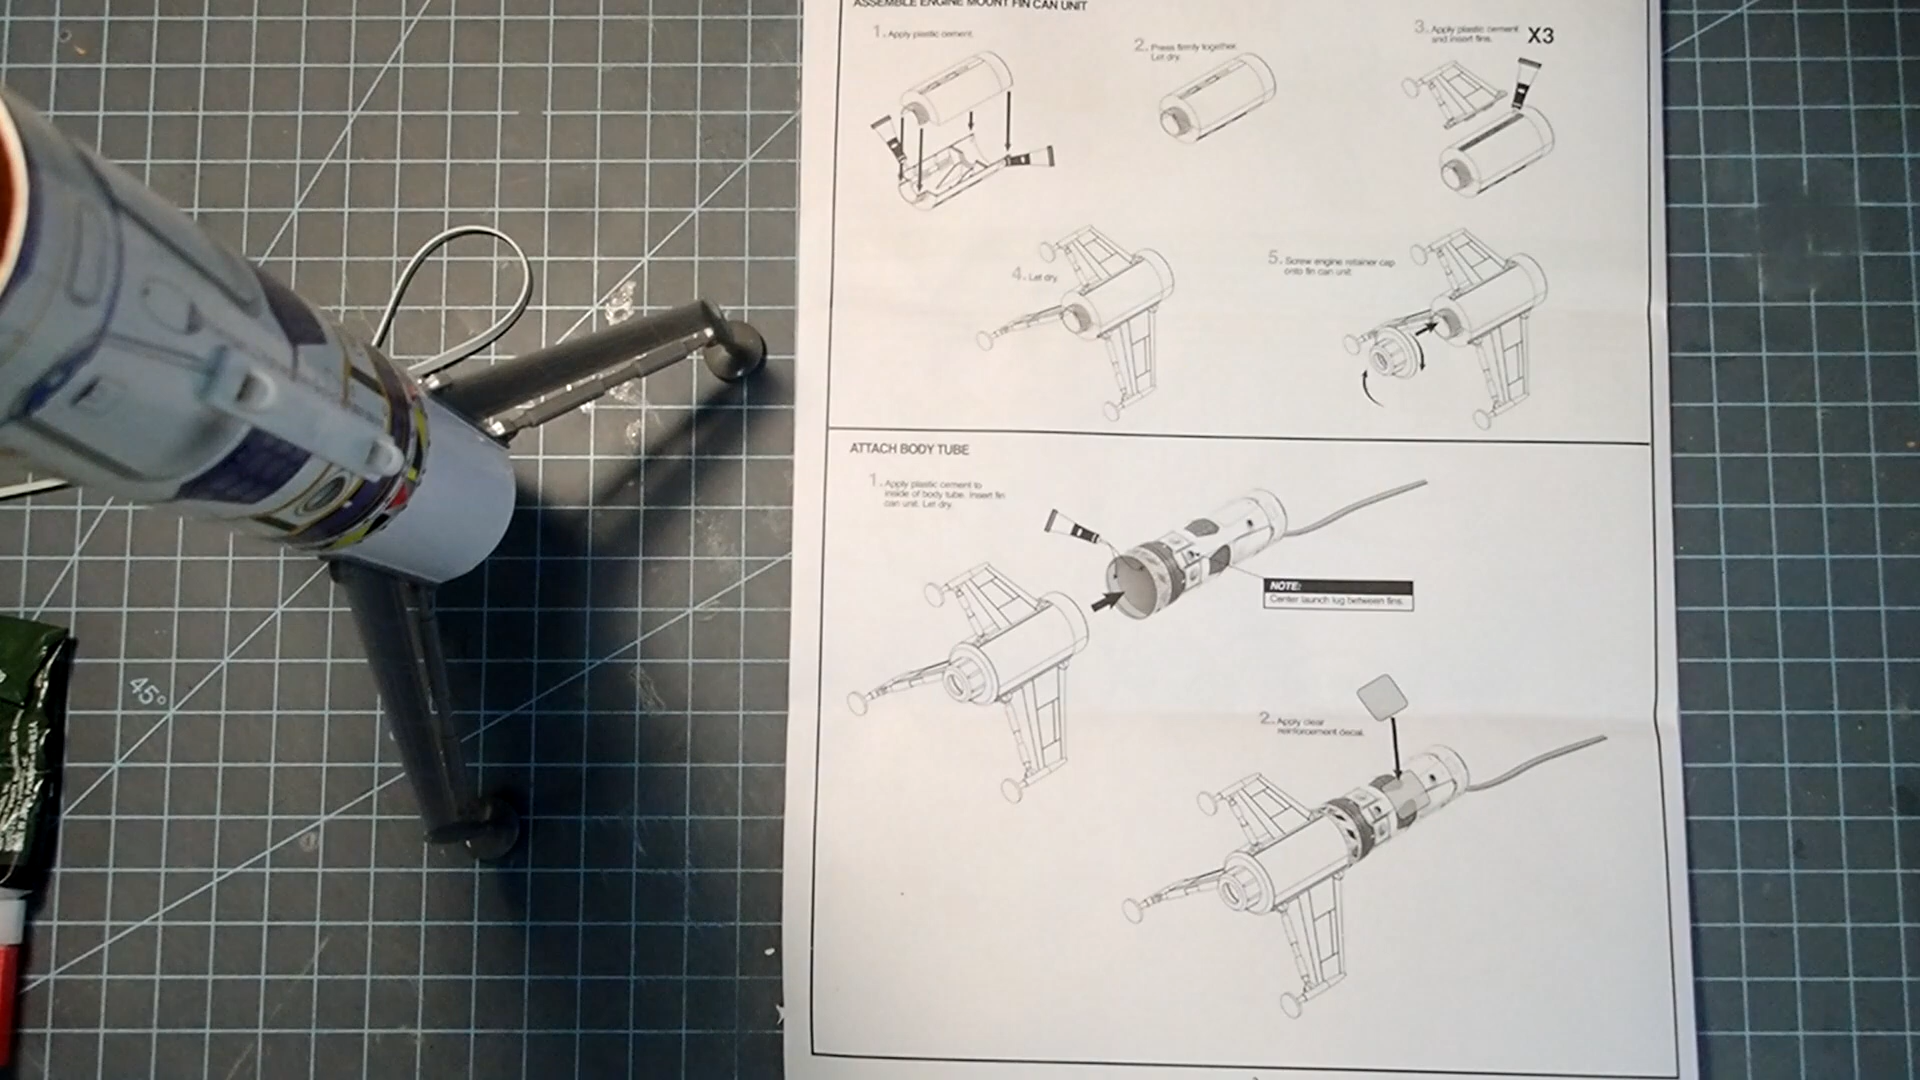 ASSEMBLE ENGINE MOUNT FIN CAN UNIT
1. Apply plastic cement.
2. Press firmly together.
Let dry.
3. Apply plastic cement
and insert fins.
X3
4. Let dry.
5. Screw engine retainer cap
onto fin can unit.
ATTACH BODY TUBE
1. Apply plastic cement to
inside of body tube. Insert fin
can unit. Let dry.
NOTE:
Center launch lug between fins.
2. Apply clear
reinforcement decal.
45°